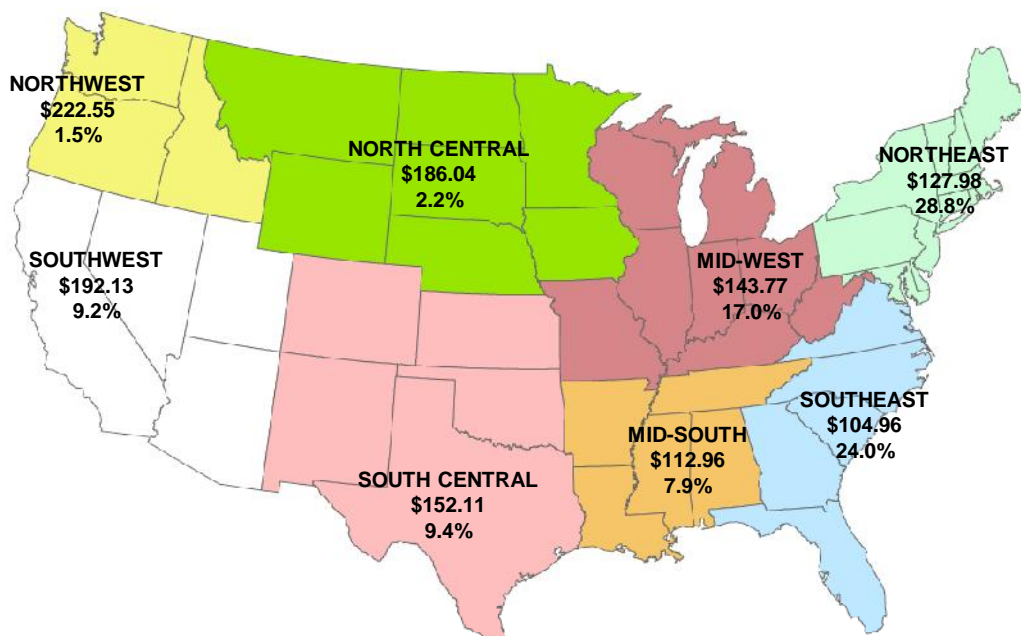 NORTHWEST
$222.55
1.5%
NORTH CENTRAL
$186.04
2.2%
NORTHEAST
$127.98
28.8%
SOUTHWEST
$192.13
9.2%
MID-WEST
$143.77
17.0%
SOUTHEAST
$104.96
24.0%
MID-SOUTH
$112.96
7.9%
SOUTH CENTRAL
$152.11
9.4%